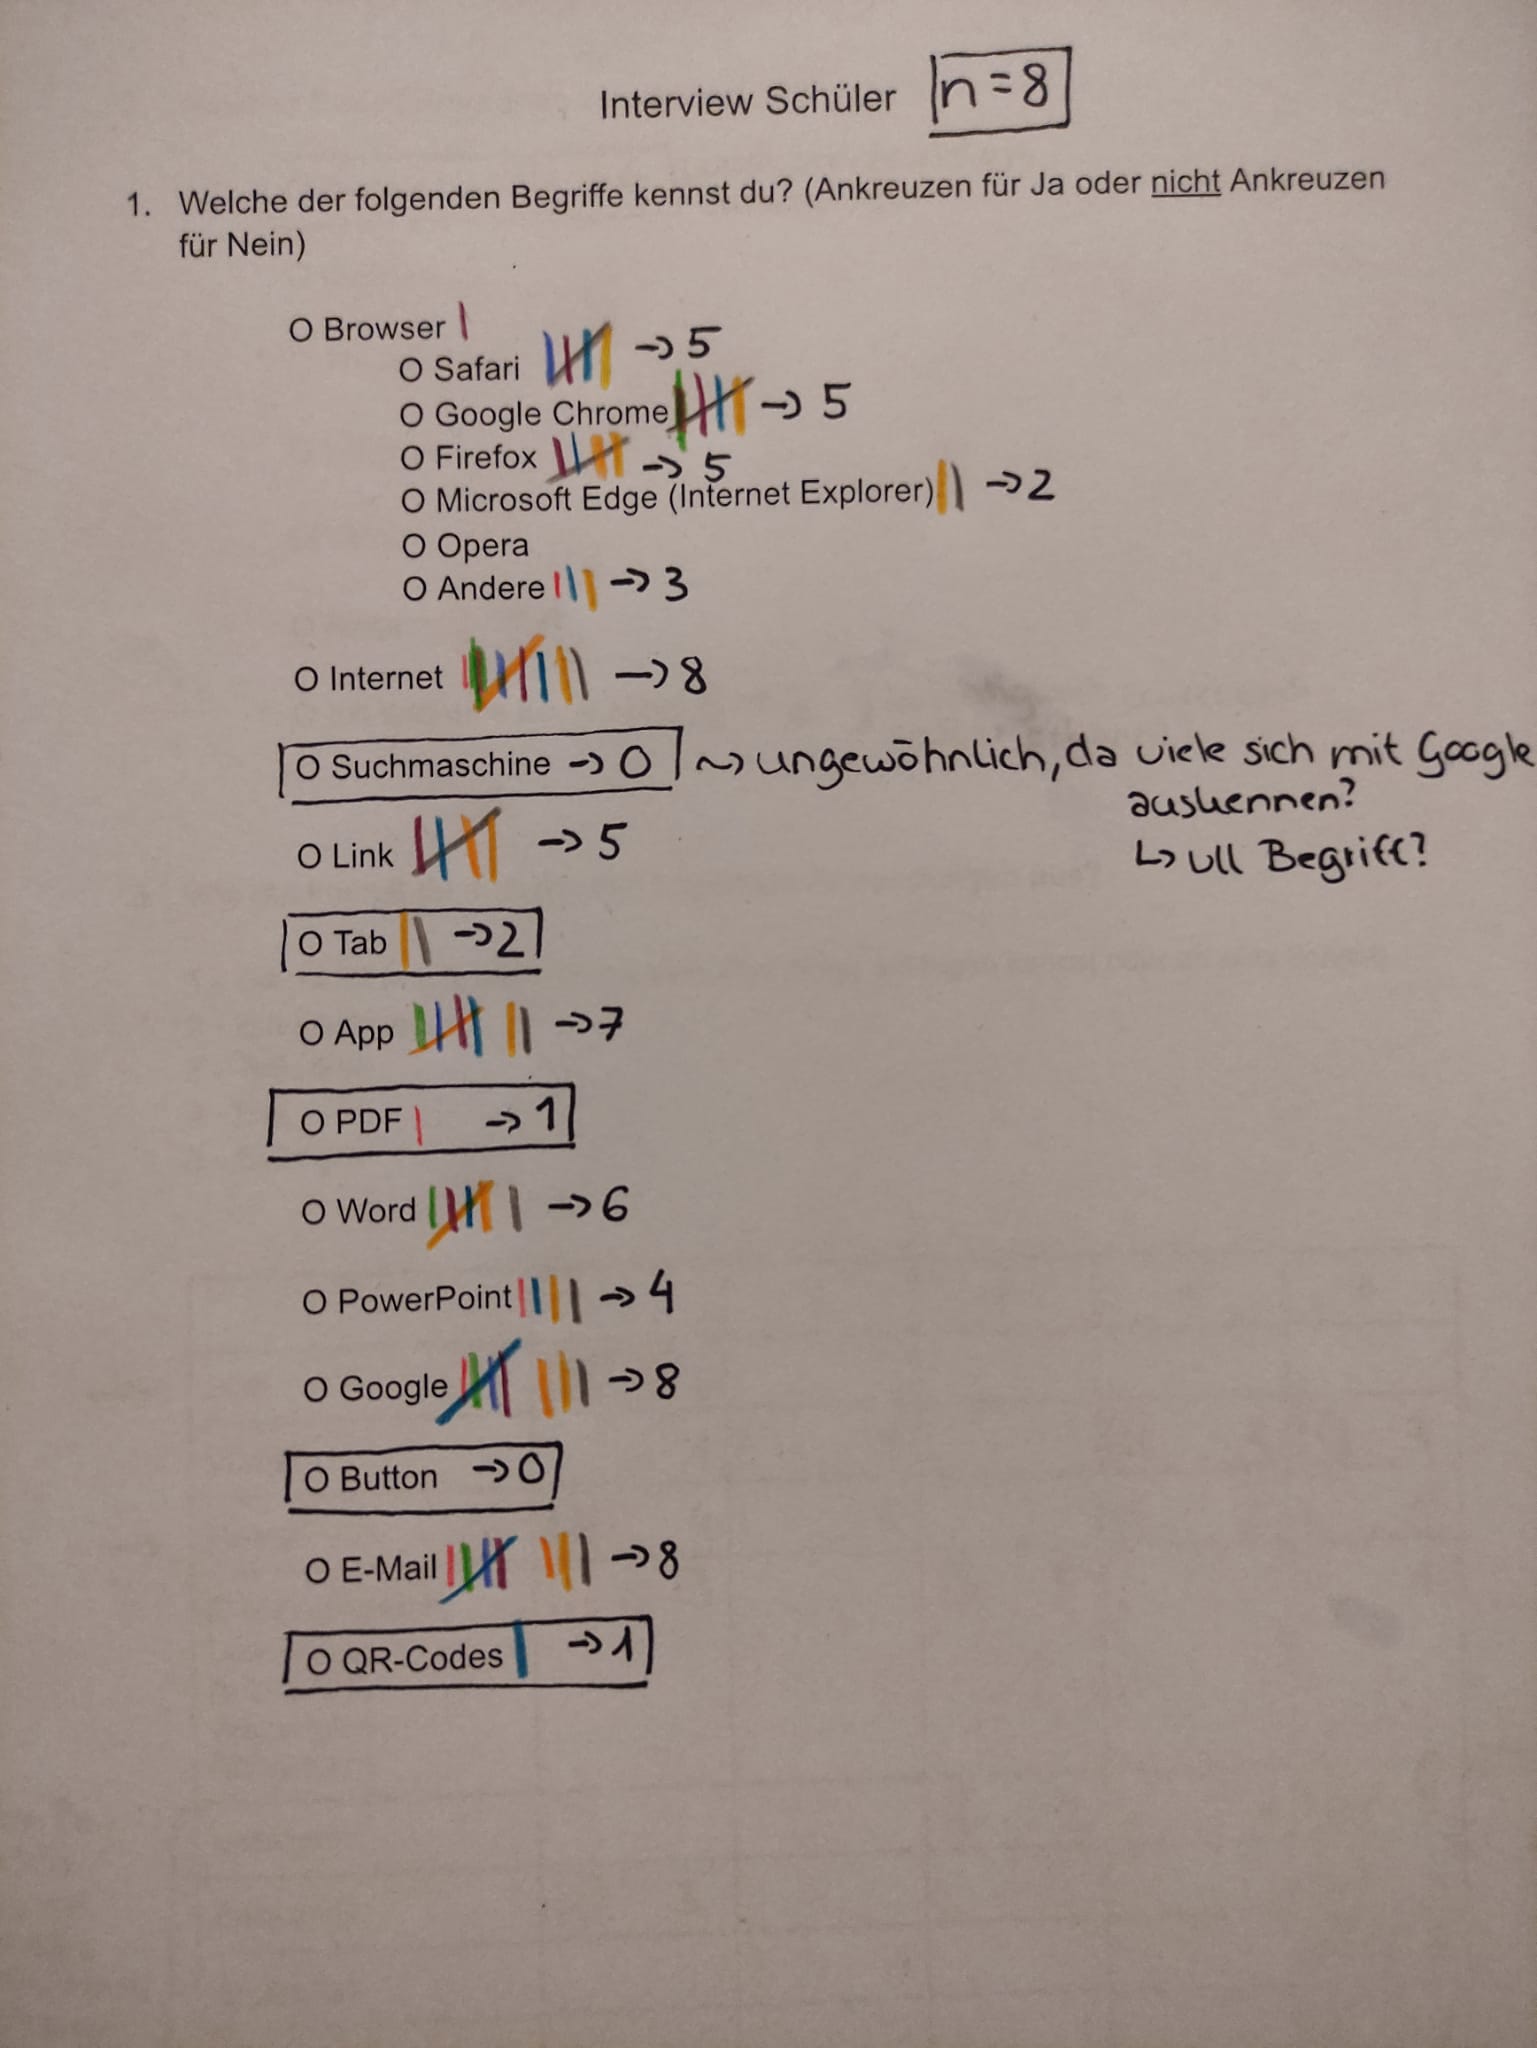 Interview Schüler n=8
1. Welche der folgenden Begriffe kennst du? (Ankreuzen für Ja oder nicht Ankreuzen
für Nein)
O Browser |
O Safari → 5
O Google Chrome → 5
O Firefox → 5
O Microsoft Edge (Internet Explorer) → 2
O Opera
O Andere → 3
O Internet → 8
O Suchmaschine → 0 ~> ungewöhnlich, da viele sich mit Google
auskennen?
↳ vll Begriff?
O Link → 5
O Tab → 2
O App → 7
O PDF → 1
O Word → 6
O PowerPoint → 4
O Google → 8
O Button → 0
O E-Mail → 8
O QR-Codes → 1